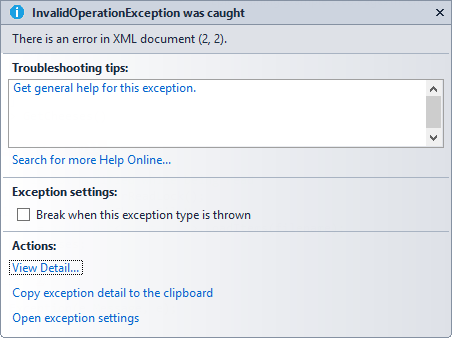 InvalidOperationException was caught
There is an error in XML document (2, 2).
Troubleshooting tips:
Get general help for this exception.
Search for more Help Online...
Exception settings:
Break when this exception type is thrown
Actions:
View Detail...
Copy exception detail to the clipboard
Open exception settings